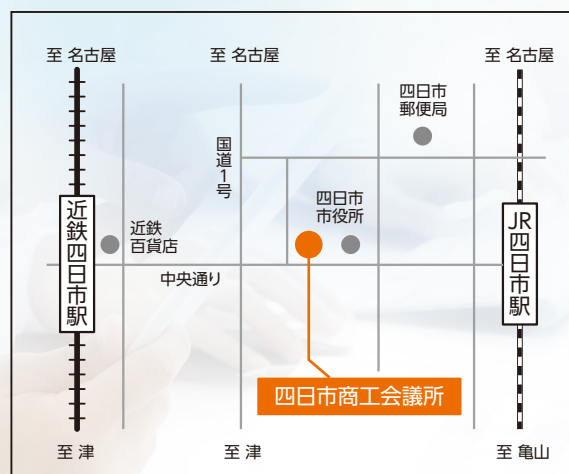 至 名古屋
至 名古屋
至 名古屋
四日市
郵便局
国道1号
四日市
市役所
近鉄
百貨店
近鉄四日市駅
JR四日市駅
中央通り
四日市商工会議所
至 津
至 津
至 亀山